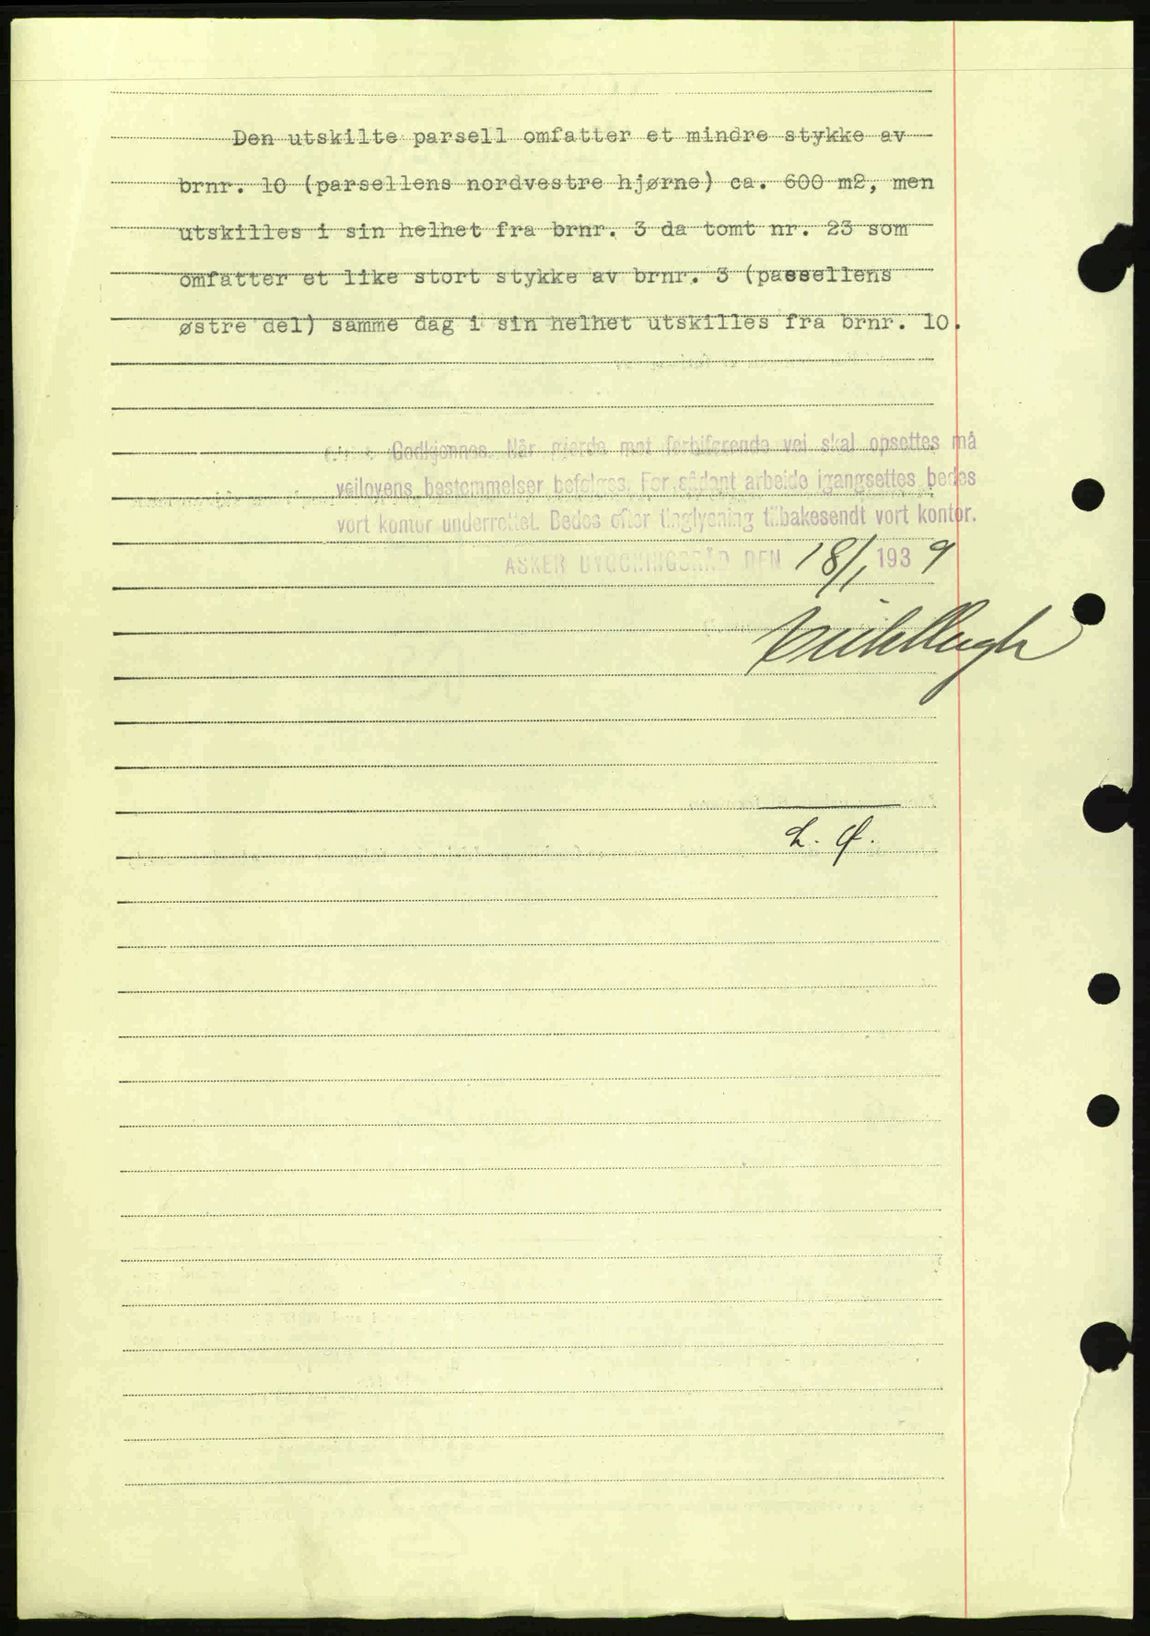 Den utskilte parsell omfatter et mindre stykke av
brnr. 10 (parsellens nordvestre hjørne) ca. 600 m2, men
utskilles i sin helhet fra brnr. 3 da tomt nr. 23 som
omfatter et like stort stykke av brnr. 3 (paesellens
østre del) samme dag i sin helhet utskilles fra brnr. 10.
Godkjennes. Når gjerde mot forbiførende vei skal opsettes må
veilovens bestemmelser befølges. Før sådant arbeide igangsettes bedes
vort kontor underrettet. Bedes efter tinglysning tilbakesendt vort kontor.
ASKER BYGGNINGSRÅD DEN 18/1 1939
L. Ø.